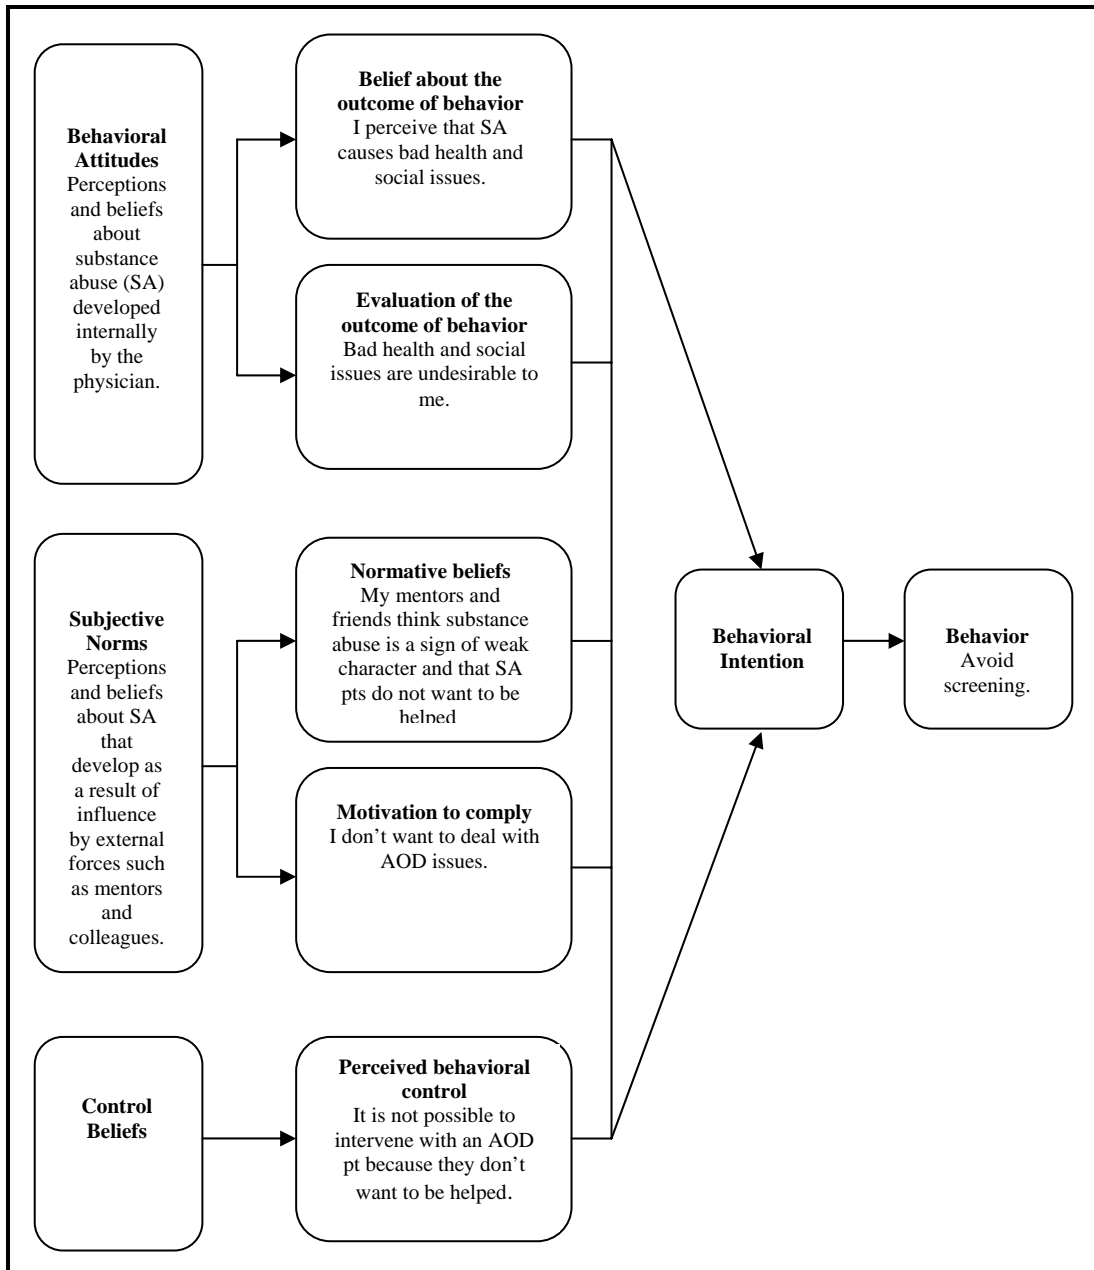 Behavioral
Attitudes
Perceptions
and beliefs
about
substance
abuse (SA)
developed
internally
by the
physician.
Belief about the
outcome of behavior
I perceive that SA
causes bad health and
social issues.
Evaluation of the
outcome of behavior
Bad health and social
issues are undesirable to
me.
Subjective
Norms
Perceptions
and beliefs
about SA
that
develop as
a result of
influence
by external
forces such
as mentors
and
colleagues.
Normative beliefs
My mentors and
friends think substance
abuse is a sign of weak
character and that SA
pts do not want to be
helped
Motivation to comply
I don’t want to deal with
AOD issues.
Control
Beliefs
Perceived behavioral
control
It is not possible to
intervene with an AOD
pt because they don’t
want to be helped.
Behavioral
Intention
Behavior
Avoid
screening.